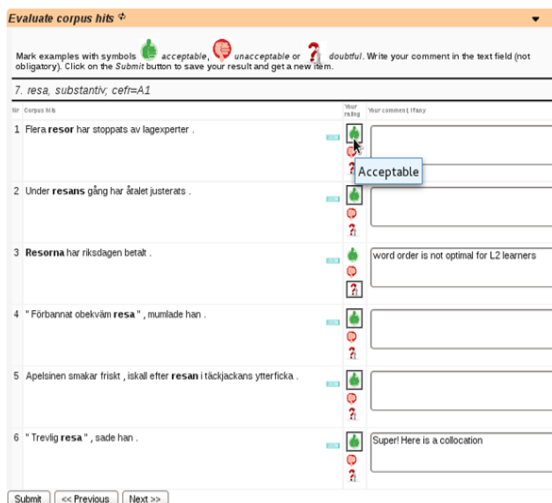 Evaluate corpus hits
Mark examples with symbols acceptable, unacceptable or doubtful. Write your comment in the text field (not
obligatory). Click on the Submit button to save your result and get a new item.
7. resa, substantiv; cefr=A1
Nr Corpus hits Your rating Your comment, if any
1 Flera resor har stoppats av lagexperter .
Acceptable
2 Under resans gång har åtalet justerats .
3 Resorna har riksdagen betalt . word order is not optimal for L2 learners
4 " Förbannat obekväm resa " , mumlade han .
5 Apelsinen smakar friskt , iskall efter resan i täckjackans ytterficka .
6 " Trevlig resa " , sade han . Super! Here is a collocation
Submit << Previous Next >>